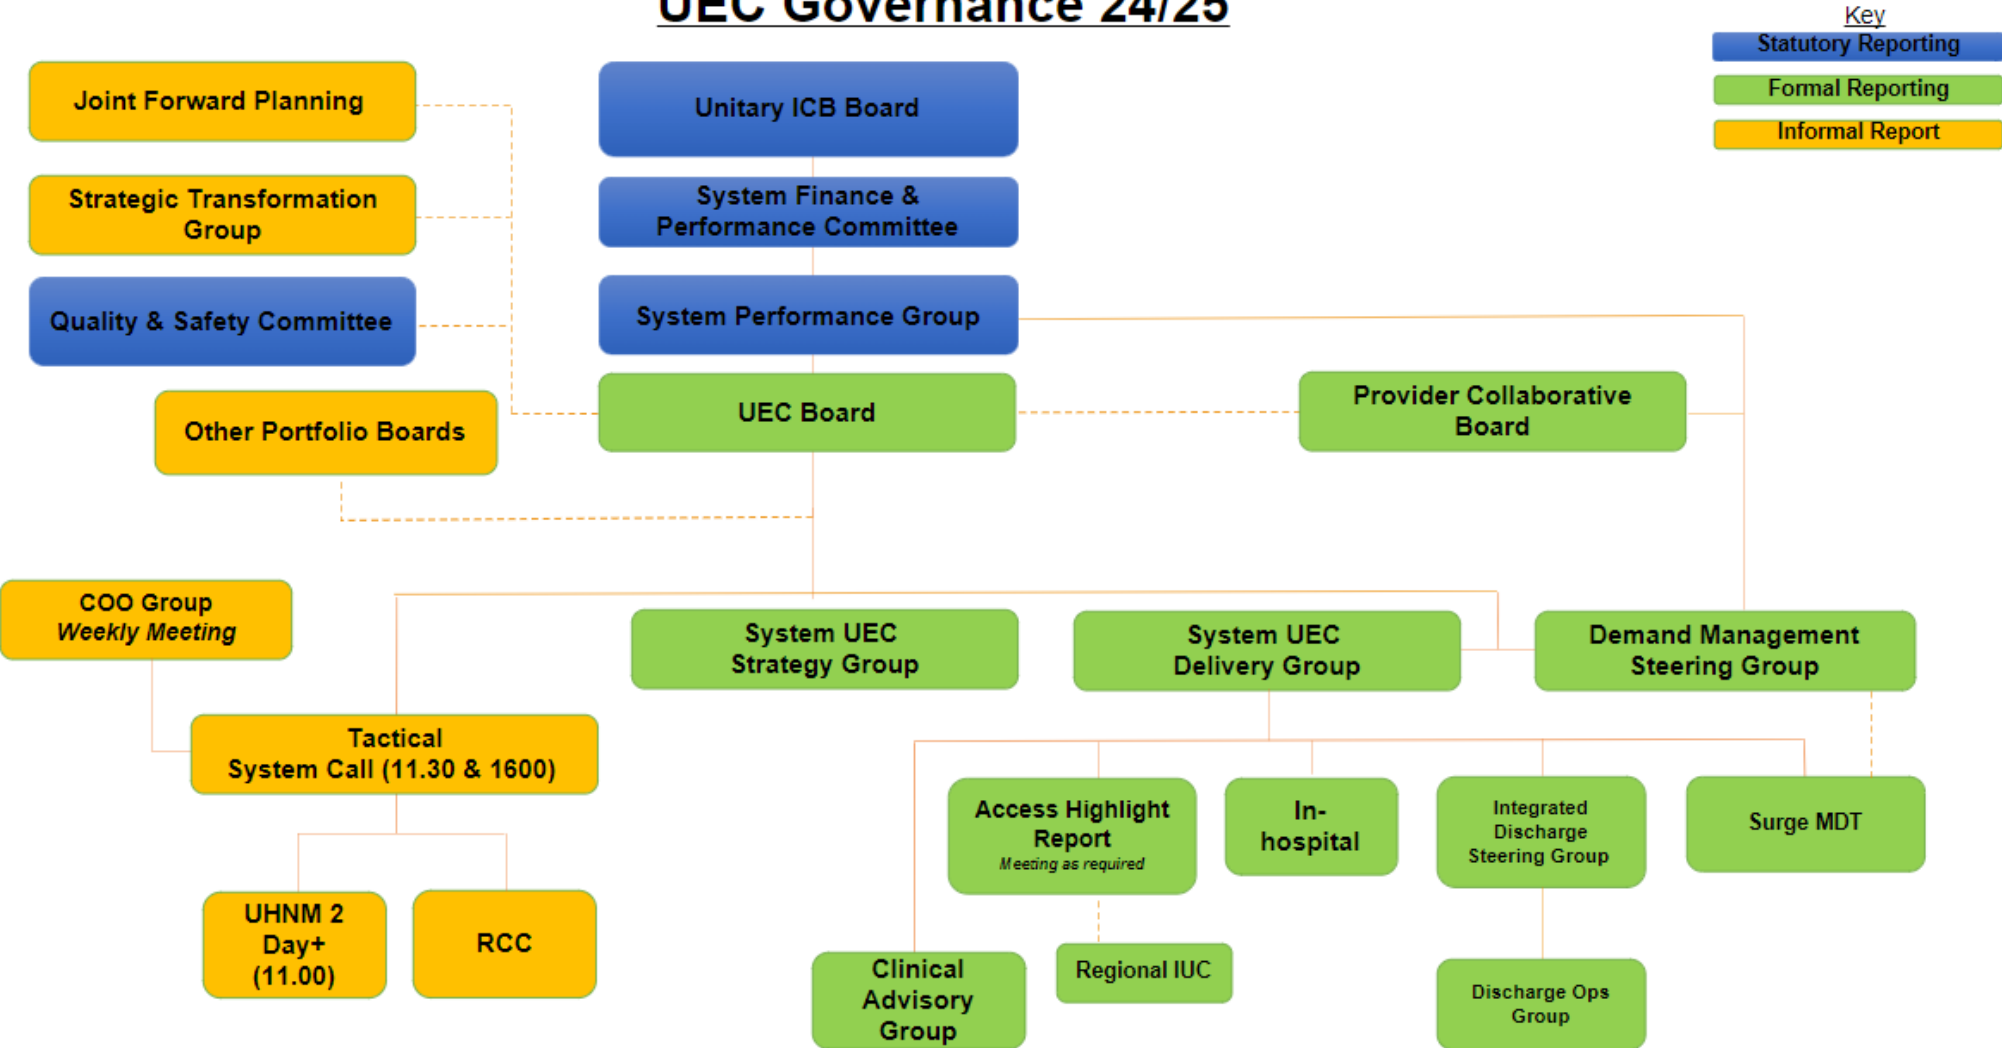 UEC Governance 24/25
Key
Statutory Reporting
Formal Reporting
Informal Report
Joint Forward Planning
Unitary ICB Board
Strategic Transformation
Group
System Finance &
Performance Committee
Quality & Safety Committee
System Performance Group
Other Portfolio Boards
UEC Board
Provider Collaborative
Board
COO Group
Weekly Meeting
System UEC
Strategy Group
System UEC
Delivery Group
Demand Management
Steering Group
Tactical
System Call (11.30 & 1600)
Access Highlight
Report
Meeting as required
In-
hospital
Integrated
Discharge
Steering Group
Surge MDT
UHNM 2
Day+
(11.00)
RCC
Clinical
Advisory
Group
Regional IUC
Discharge Ops
Group